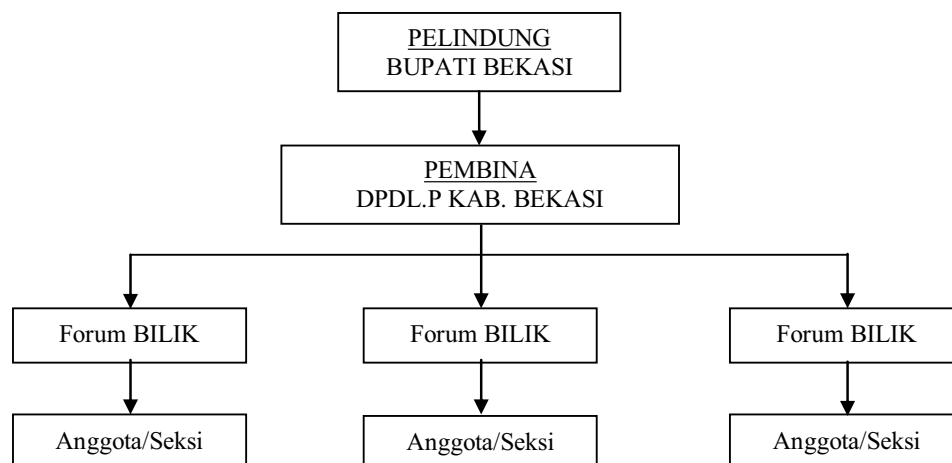 PELINDUNG
BUPATI BEKASI
PEMBINA
DPDL.P KAB. BEKASI
Forum BILIK
Forum BILIK
Forum BILIK
Anggota/Seksi
Anggota/Seksi
Anggota/Seksi